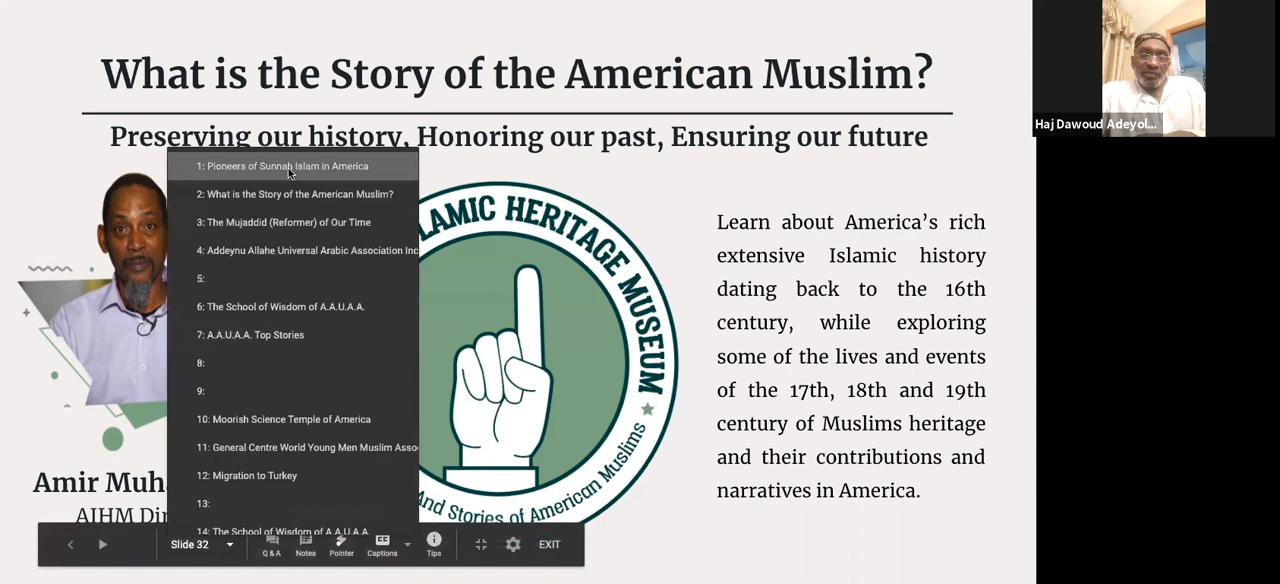 What is the Story of the American Muslim?
Preserving our history, Honoring our past, Ensuring our future
Haj Dawoud Adeyol...
1: Pioneers of Sunnah Islam in America
2: What is the Story of the American Muslim?
3: The Mujaddid (Reformer) of Our Time
4: Addeynu Allahe Universal Arabic Association Inc
5:
6: The School of Wisdom of A.A.U.A.A.
7: A.A.U.A.A. Top Stories
8:
9:
10: Moorish Science Temple of America
11: General Centre World Young Men Muslim Asso
12: Migration to Turkey
13:
14: The School of Wisdom of A.A.U.A.A.
LAMIC HERITAGE MUSEUM
And Stories of American Muslims
Learn about America’s rich
extensive Islamic history
dating back to the 16th
century, while exploring
some of the lives and events
of the 17th, 18th and 19th
century of Muslims heritage
and their contributions and
narratives in America.
Amir Muh
AIHM Di
Slide 32
Q & A
Notes
Pointer
Captions
Tips
EXIT